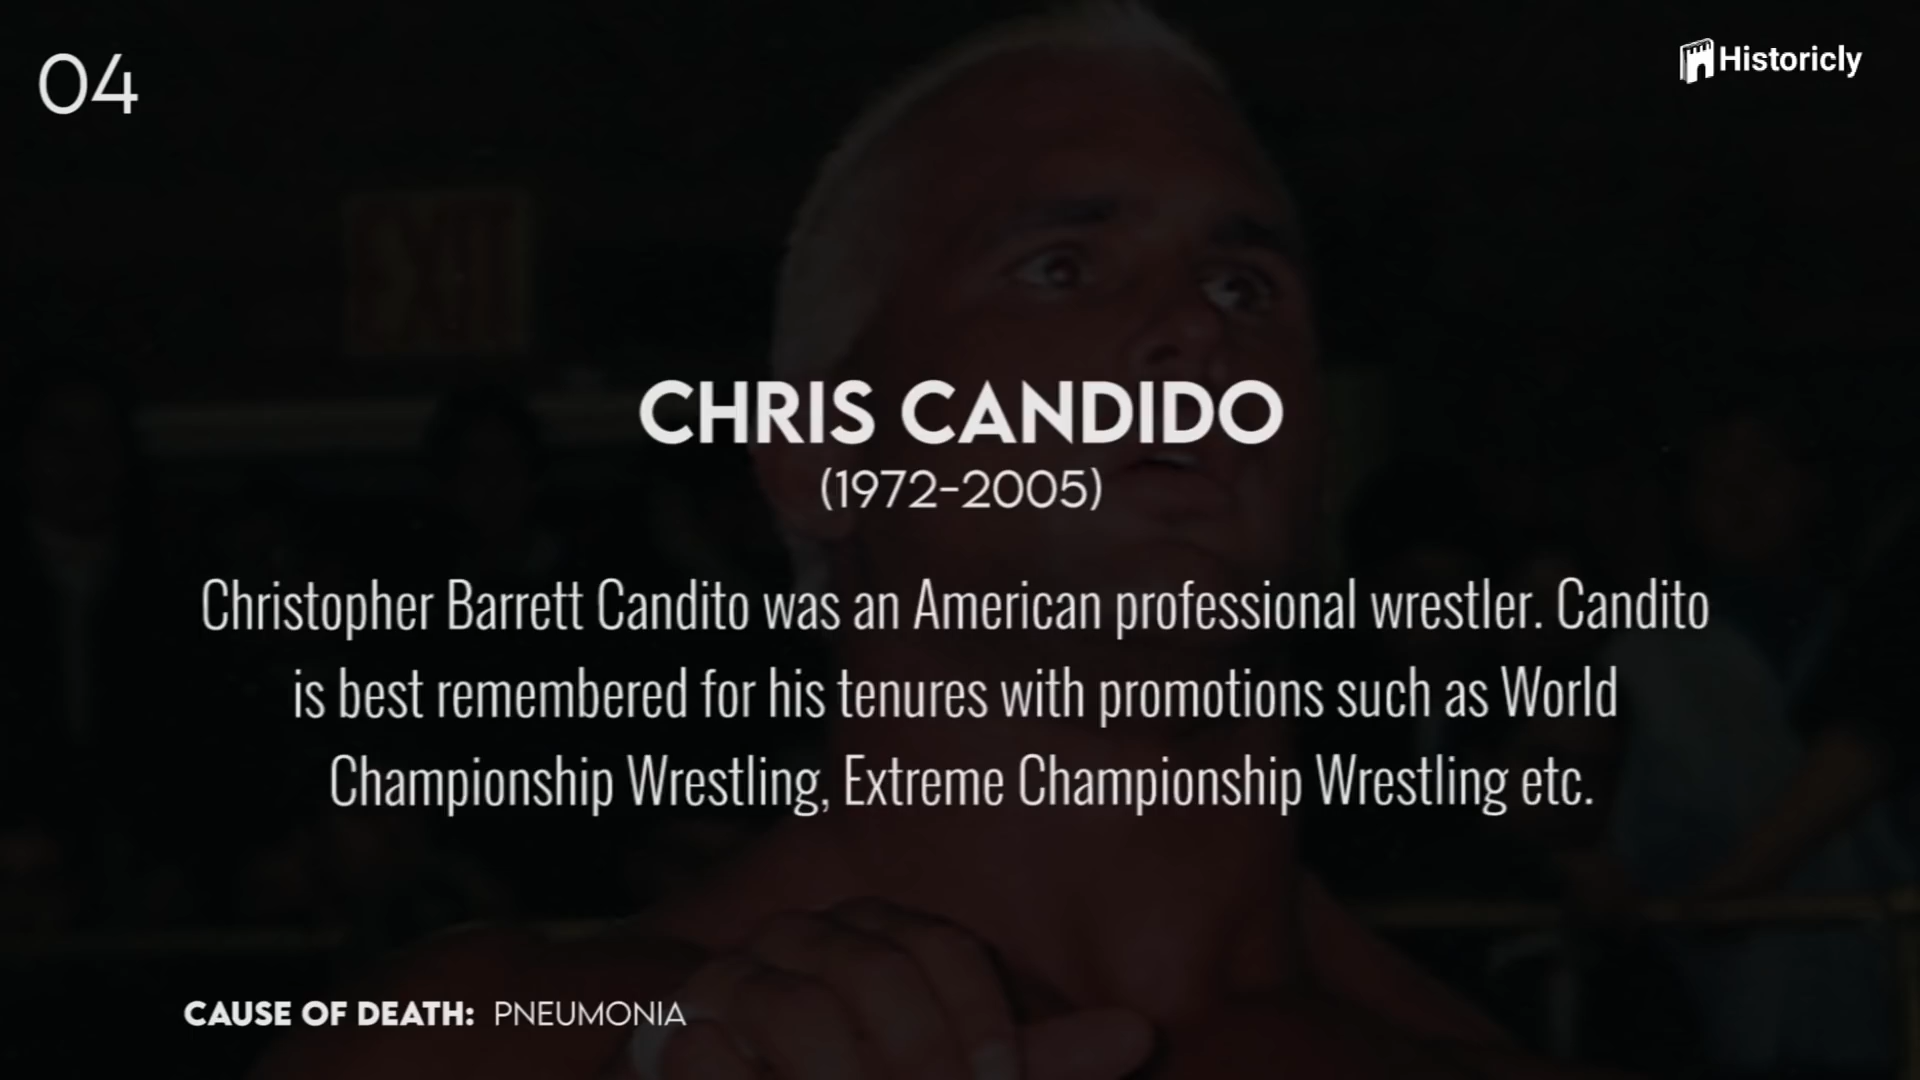 04
Historicly
EXIT
CHRIS CANDIDO
(1972-2005)
Christopher Barrett Candito was an American professional wrestler. Candito
is best remembered for his tenures with promotions such as World
Championship Wrestling, Extreme Championship Wrestling etc.
CAUSE OF DEATH: PNEUMONIA